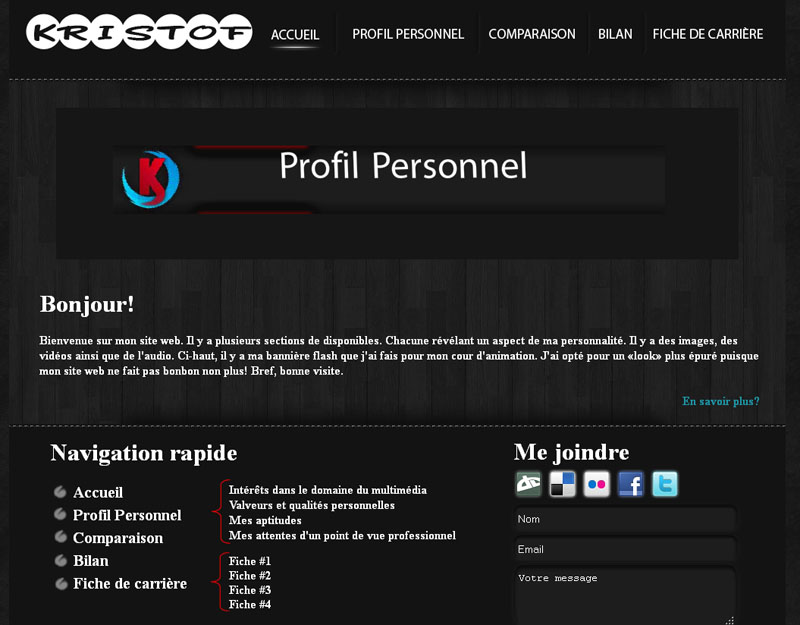 KRISTOF
ACCUEIL PROFIL PERSONNEL COMPARAISON BILAN FICHE DE CARRIÈRE
K
Profil Personnel
Bonjour!
Bienvenue sur mon site web. Il y a plusieurs sections de disponibles. Chacune révélant un aspect de ma personnalité. Il y a des images, des
vidéos ainsi que de l'audio. Ci-haut, il y a ma bannière flash que j'ai fais pour mon cour d'animation. J'ai opté pour un «look» plus épuré puisque
mon site web ne fait pas bonbon non plus! Bref, bonne visite.
En savoir plus?
Navigation rapide
Accueil
Profil Personnel
Comparaison
Bilan
Fiche de carrière
Intérêts dans le domaine du multimédia
Valveurs et qualités personnelles
Mes aptitudes
Mes attentes d'un point de vue professionnel
Fiche #1
Fiche #2
Fiche #3
Fiche #4
Me joindre
f t
Nom
Email
Votre message